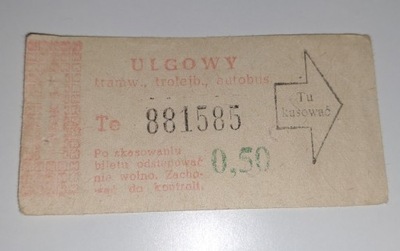 ULGOWY
tramw., trolejb., autobus
Te 881585
Tu
kasować
Po skasowaniu
biletu odstępować
nie wolno. Zacho-
wać do kontroli.
0,50